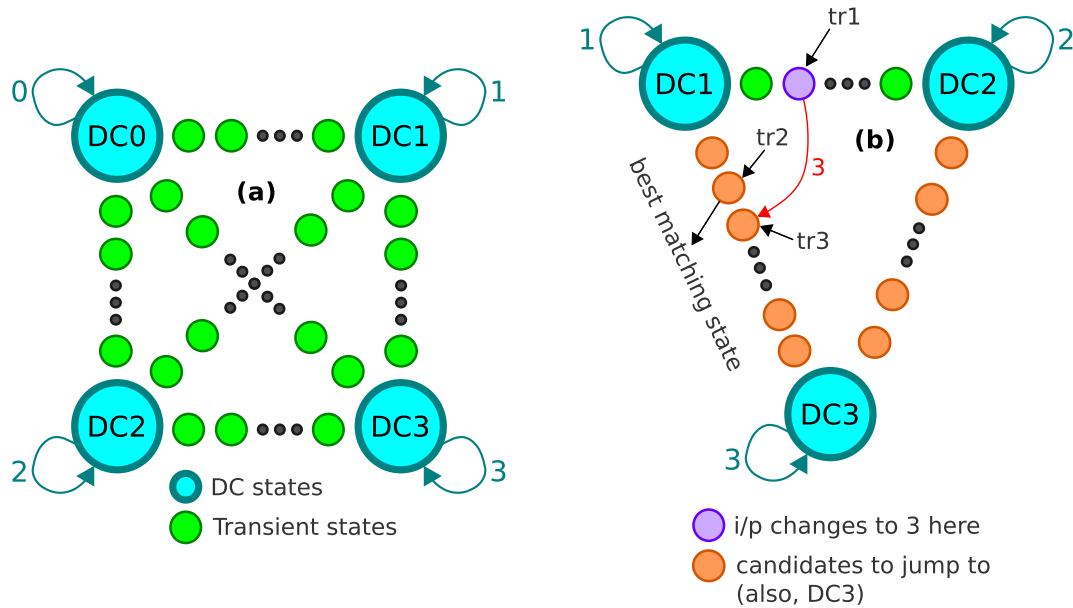 0
DC0
DC1
1
(a)
2
DC2
DC3
3
DC states
Transient states
1
DC1
tr1
DC2
2
tr2
3
(b)
best matching state
tr3
DC3
3
i/p changes to 3 here
candidates to jump to
(also, DC3)